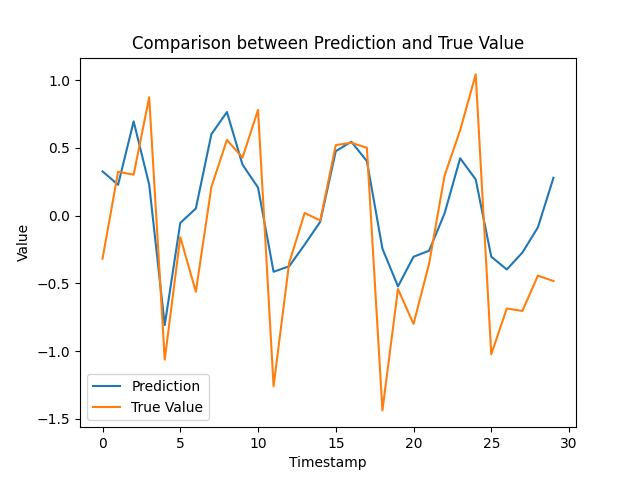 Comparison between Prediction and True Value
1.0
0.5
0.0
−0.5
−1.0
−1.5
Value
Prediction
True Value
0 5 10 15 20 25 30
Timestamp